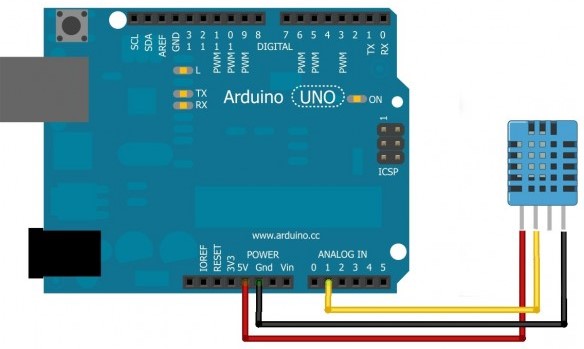 SCL
SDA
AREF
GND
13
12
PWM 11
PWM 10
PWM 9
8
DIGITAL
7
PWM 6
PWM 5
4
PWM 3
2
TX 1
RX 0
L
TX
RX
Arduino UNO
ON
1
ICSP
www.arduino.cc
POWER
IOREF
RESET
3V3
5V
Gnd
Vin
ANALOG IN
0 1 2 3 4 5